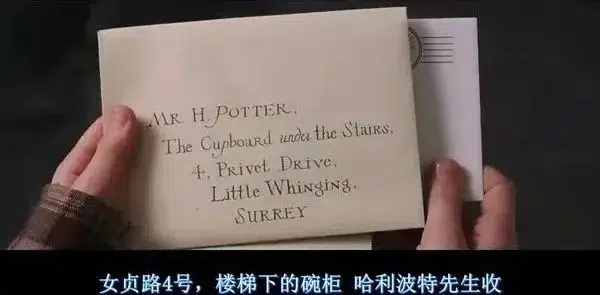 MR H. POTTER,
The Cupboard under the Stairs,
4, Privet Drive,
Little Whinging,
SURREY
女贞路4号，楼梯下的碗柜 哈利波特先生收